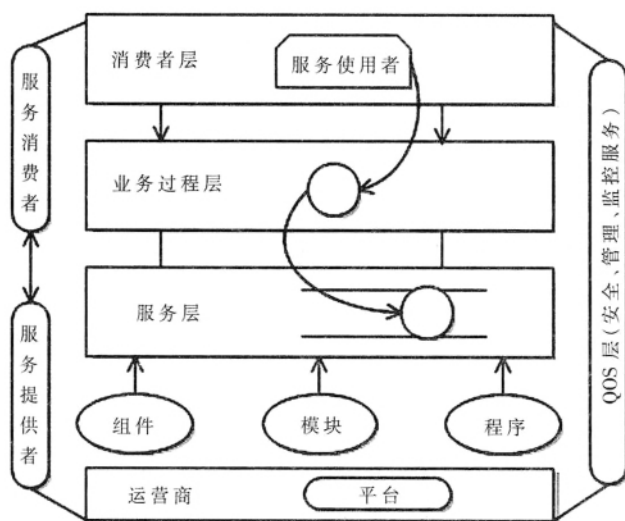 消费者层
服务使用者
服务消费者
业务过程层
QOS层(安全、管理、监控服务)
服务层
服务提供者
组件
模块
程序
运营商
平台